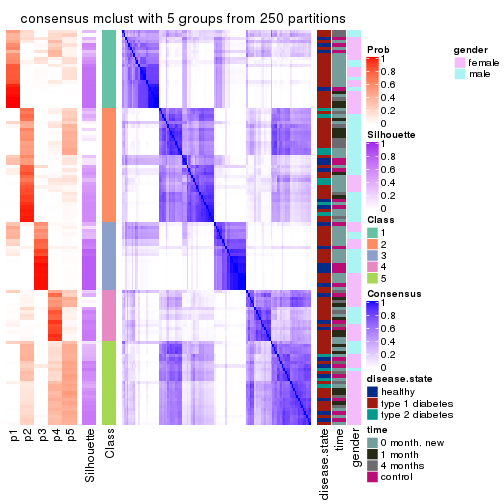 consensus mclust with 5 groups from 250 partitions
Prob
1
0.8
0.6
0.4
0.2
0
gender
female
male
Silhouette
1
0.8
0.6
0.4
0.2
0
Class
1
2
3
4
5
Consensus
1
0.8
0.6
0.4
0.2
0
disease.state
healthy
type 1 diabetes
type 2 diabetes
time
0 month. new
1 month
4 months
control
p1
p2
p3
p4
p5
Silhouette
Class
disease.state
time
gender